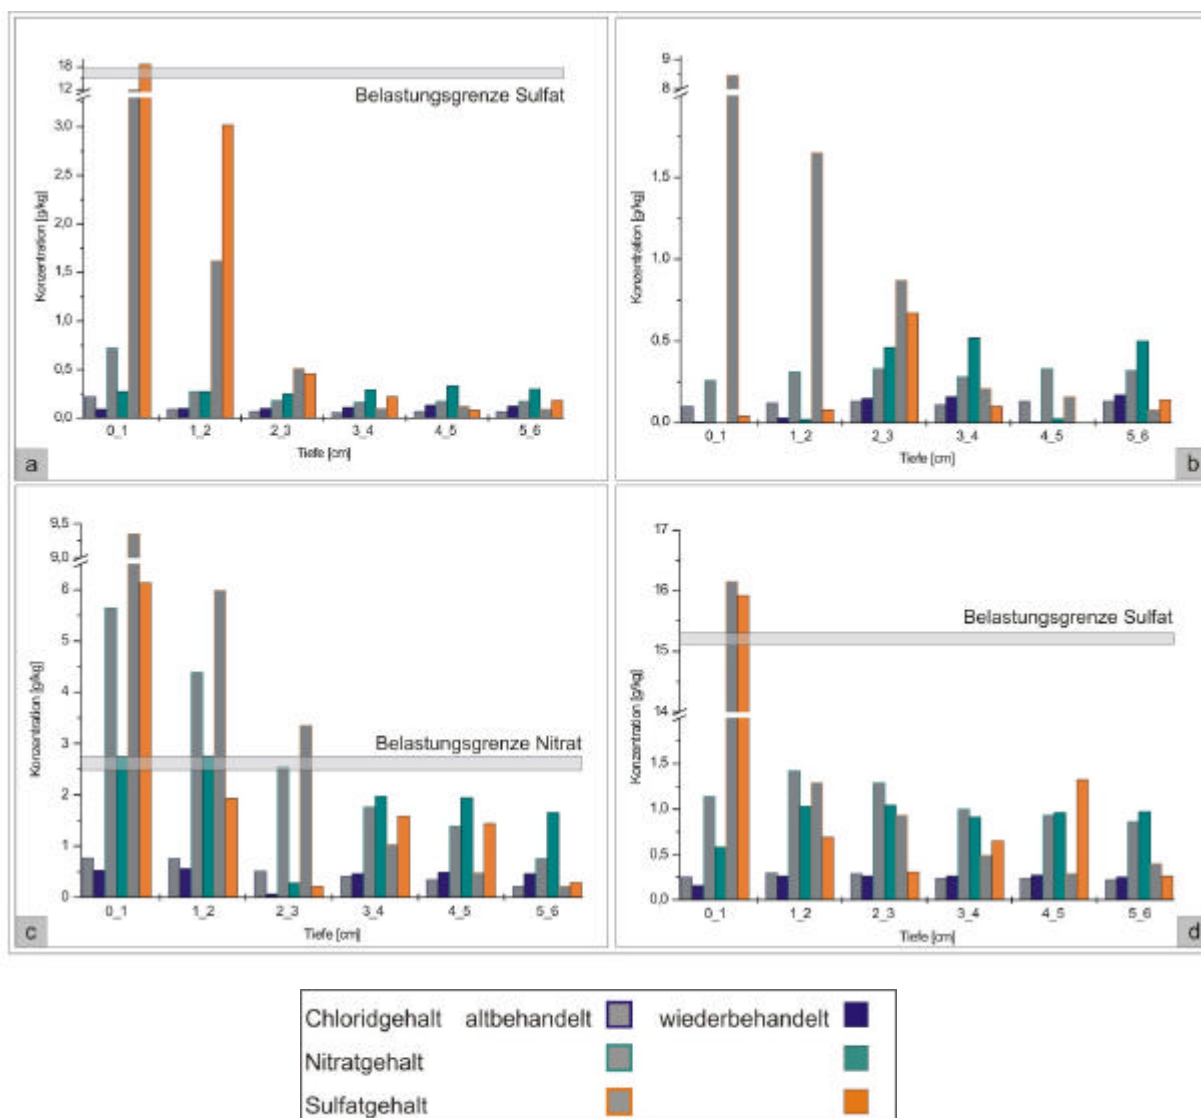 18
12
3,0
2,5
2,0
1,5
1,0
0,5
0,0
Konzentration [g/kg]
Belastungsgrenze Sulfat
0_1 1_2 2_3 3_4 4_5 5_6
Tiefe [cm]
a
9
8
1,5
1,0
0,5
0,0
Konzentration [g/kg]
0_1 1_2 2_3 3_4 4_5 5_6
Tiefe [cm]
b
9,5
9,0
6
5
4
3
2
1
0
Konzentration [g/kg]
Belastungsgrenze Nitrat
0_1 1_2 2_3 3_4 4_5 5_6
Tiefe [cm]
c
17
16
15
14
1,5
1,0
0,5
0,0
Konzentration [g/kg]
Belastungsgrenze Sulfat
0_1 1_2 2_3 3_4 4_5 5_6
Tiefe [cm]
d
Chloridgehalt altbehandelt wiederbehandelt
Nitratgehalt
Sulfatgehalt